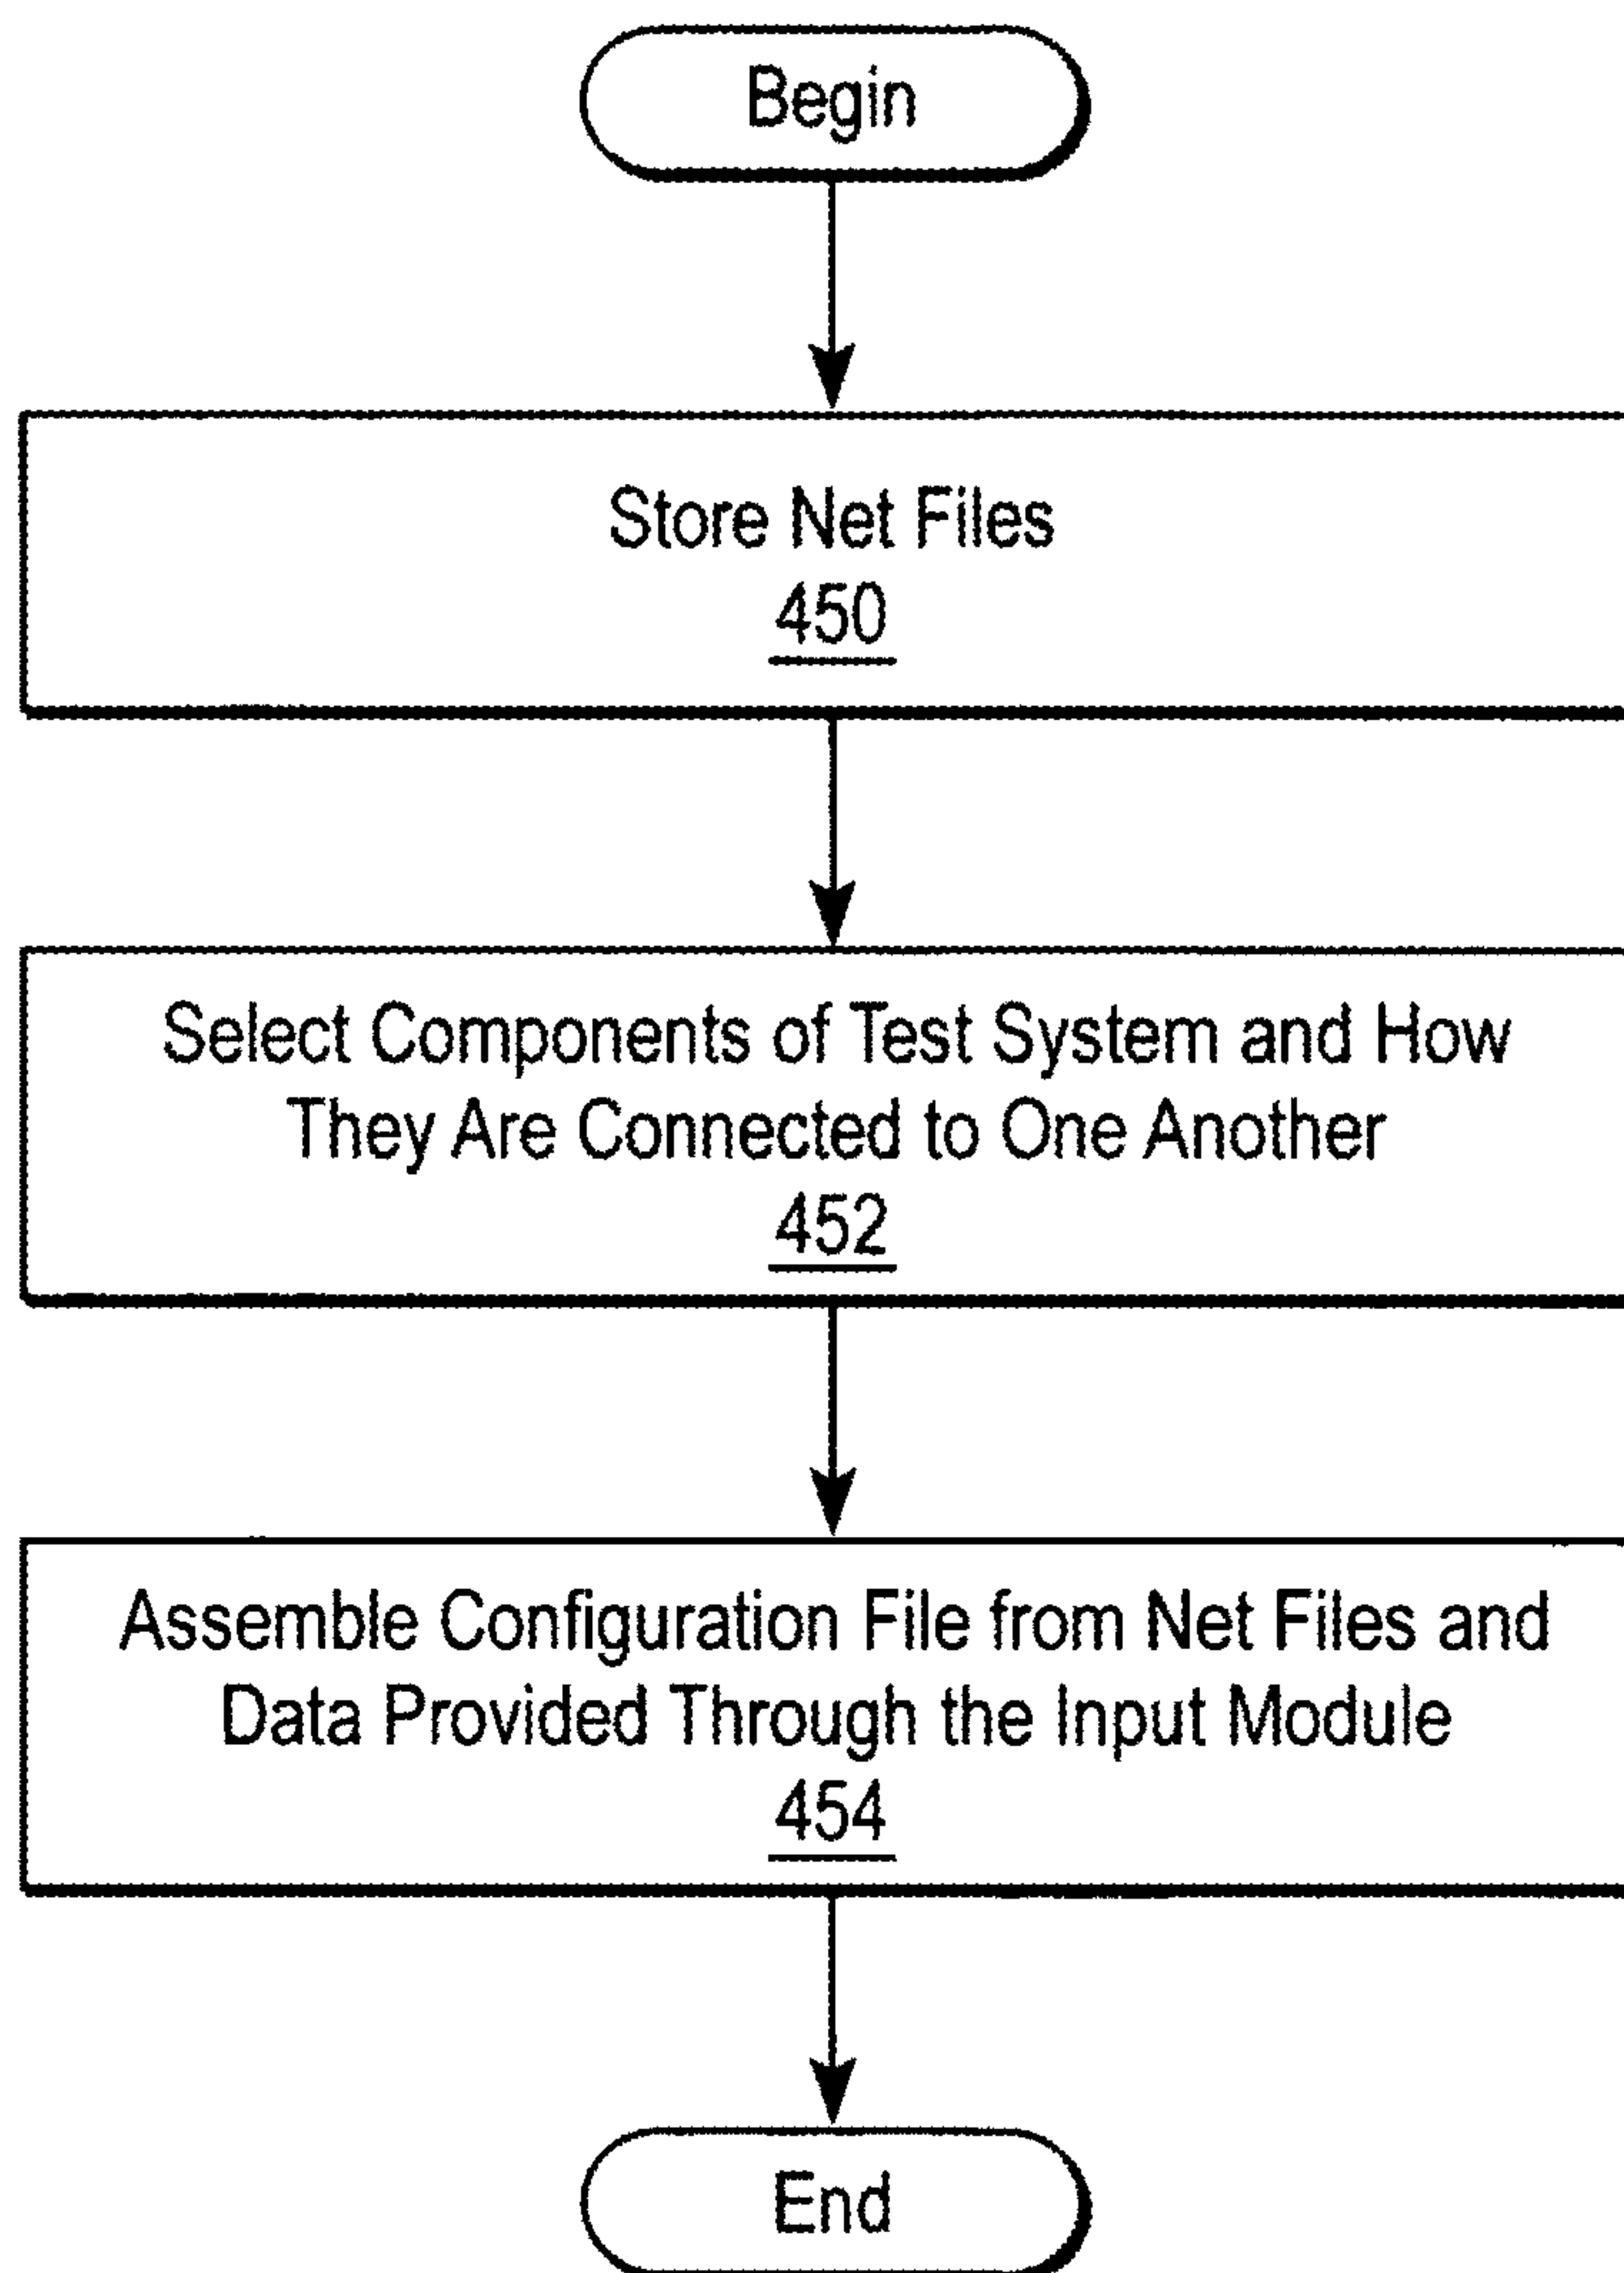 Begin
Store Net Files
450
Select Components of Test System and How
They Are Connected to One Another
452
Assemble Configuration File from Net Files and
Data Provided Through the Input Module
454
End